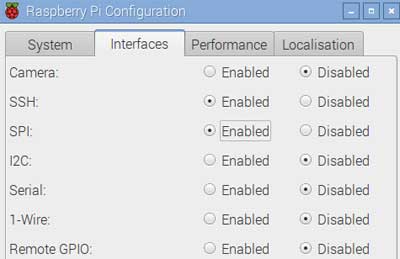 Raspberry Pi Configuration
System Interfaces Performance Localisation
Camera: Enabled Disabled
SSH: Enabled Disabled
SPI: Enabled Disabled
I2C: Enabled Disabled
Serial: Enabled Disabled
1-Wire: Enabled Disabled
Remote GPIO: Enabled Disabled